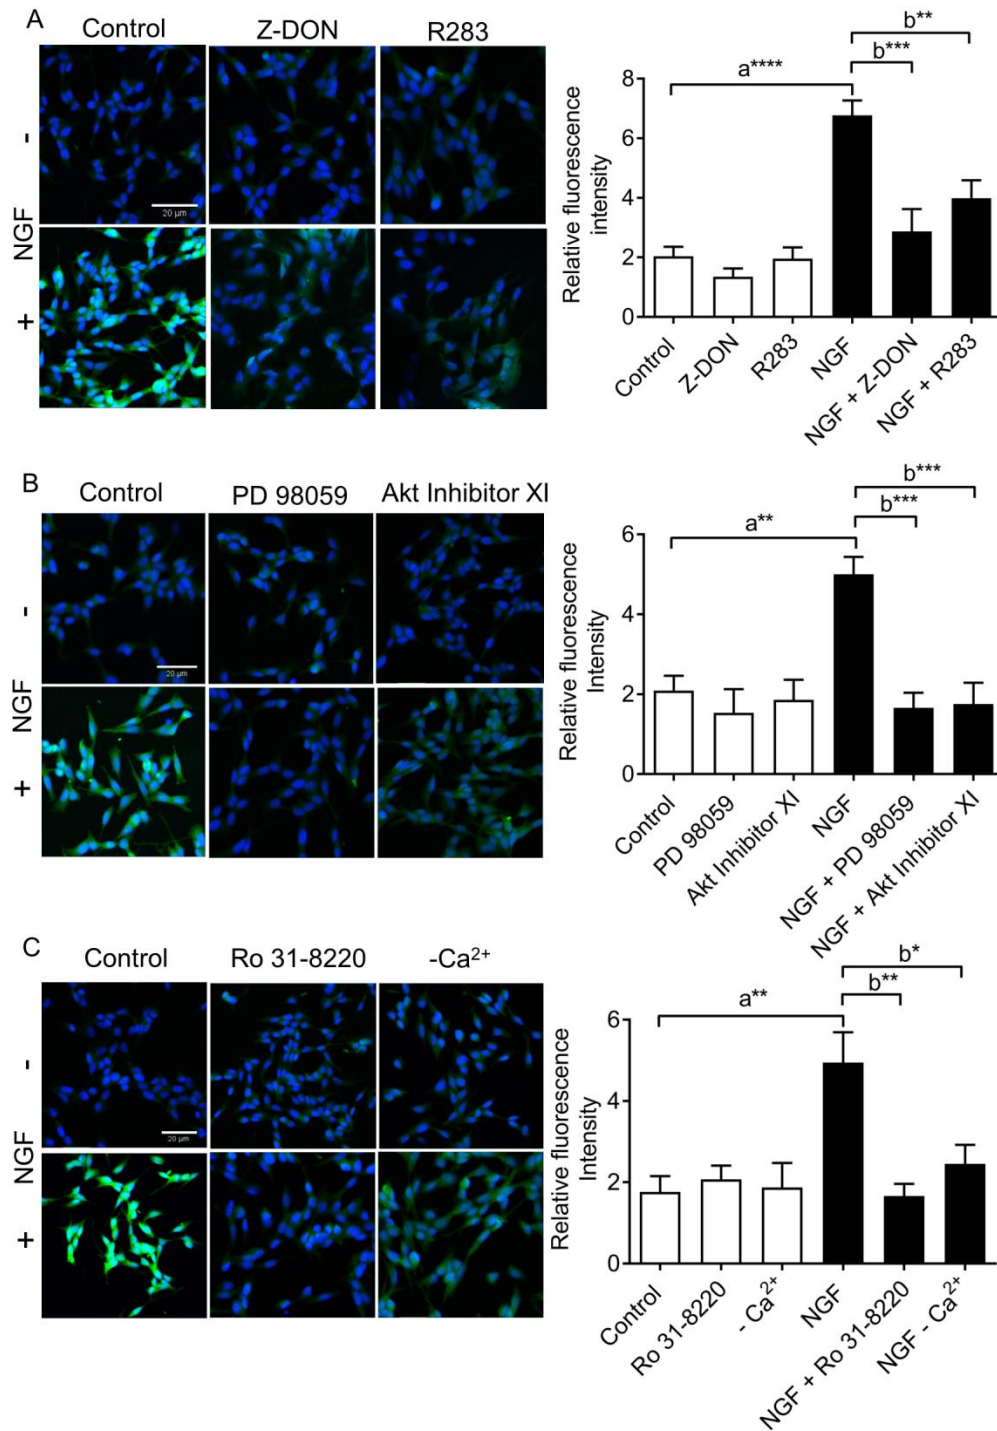 A
Control
Z-DON
R283
-
NGF
+
20 µm
Relative fluorescence
intensity
8
6
4
2
0
a****
b***
b**
Control
Z-DON
R283
NGF
NGF + Z-DON
NGF + R283
B
Control
PD 98059
Akt Inhibitor XI
-
NGF
+
20 µm
Relative fluorescence
Intensity
6
4
2
0
a**
b***
b***
Control
PD 98059
Akt Inhibitor XI
NGF
NGF + PD 98059
NGF + Akt Inhibitor XI
C
Control
Ro 31-8220
-Ca²⁺
-
NGF
+
20 µm
Relative fluorescence
Intensity
6
4
2
0
a**
b**
b*
Control
Ro 31-8220
- Ca²⁺
NGF
NGF + Ro 31-8220
NGF - Ca²⁺